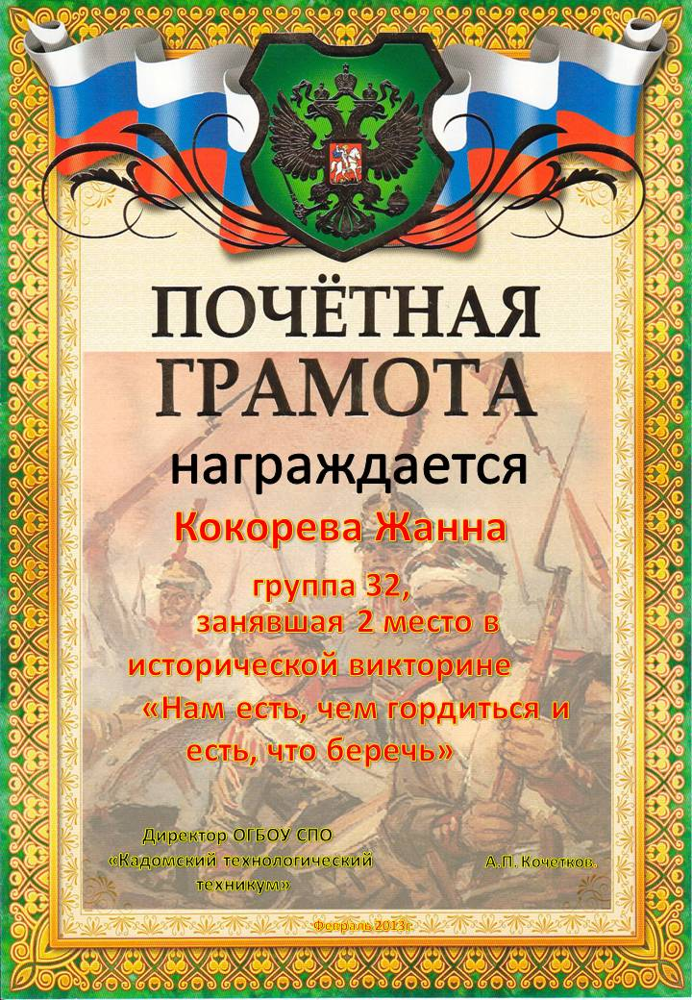 ПОЧЁТНАЯ
ГРАМОТА
награждается
Кокорева Жанна
группа 32,
занявшая 2 место в
исторической викторине
«Нам есть, чем гордиться и
есть, что беречь»
Директор ОГБОУ СПО
«Кадомский технологический
техникум»
А.П. Кочетков.
Февраль 2013г